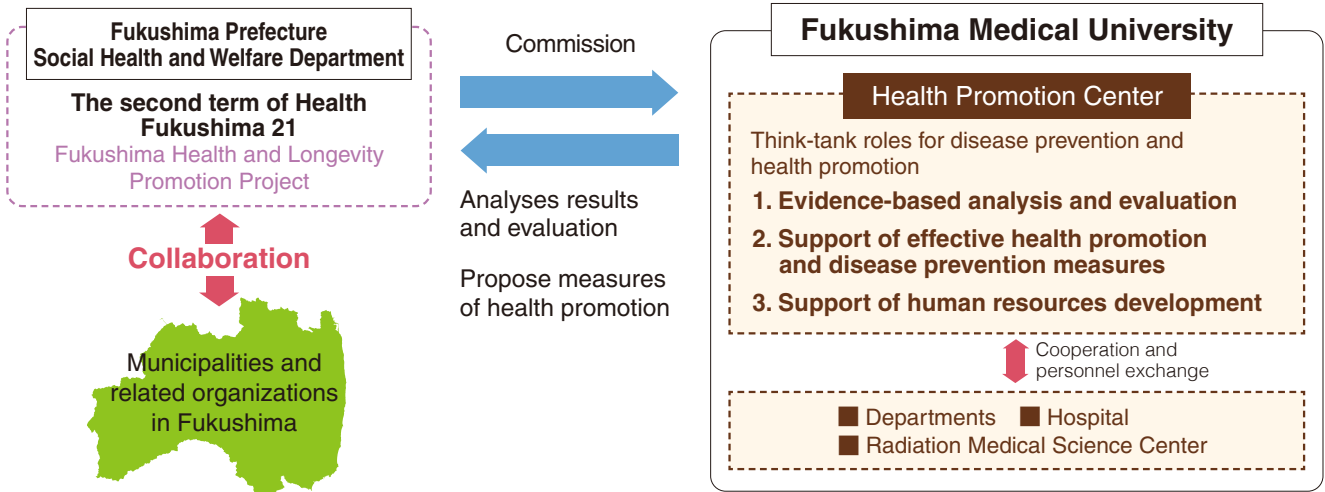 Fukushima Prefecture
Social Health and Welfare Department
The second term of Health
Fukushima 21
Fukushima Health and Longevity
Promotion Project
Collaboration
Municipalities and
related organizations
in Fukushima
Commission
Analyses results
and evaluation
Propose measures
of health promotion
Fukushima Medical University
Health Promotion Center
Think-tank roles for disease prevention and
health promotion
1. Evidence-based analysis and evaluation
2. Support of effective health promotion
and disease prevention measures
3. Support of human resources development
Cooperation and
personnel exchange
■ Departments ■ Hospital
■ Radiation Medical Science Center